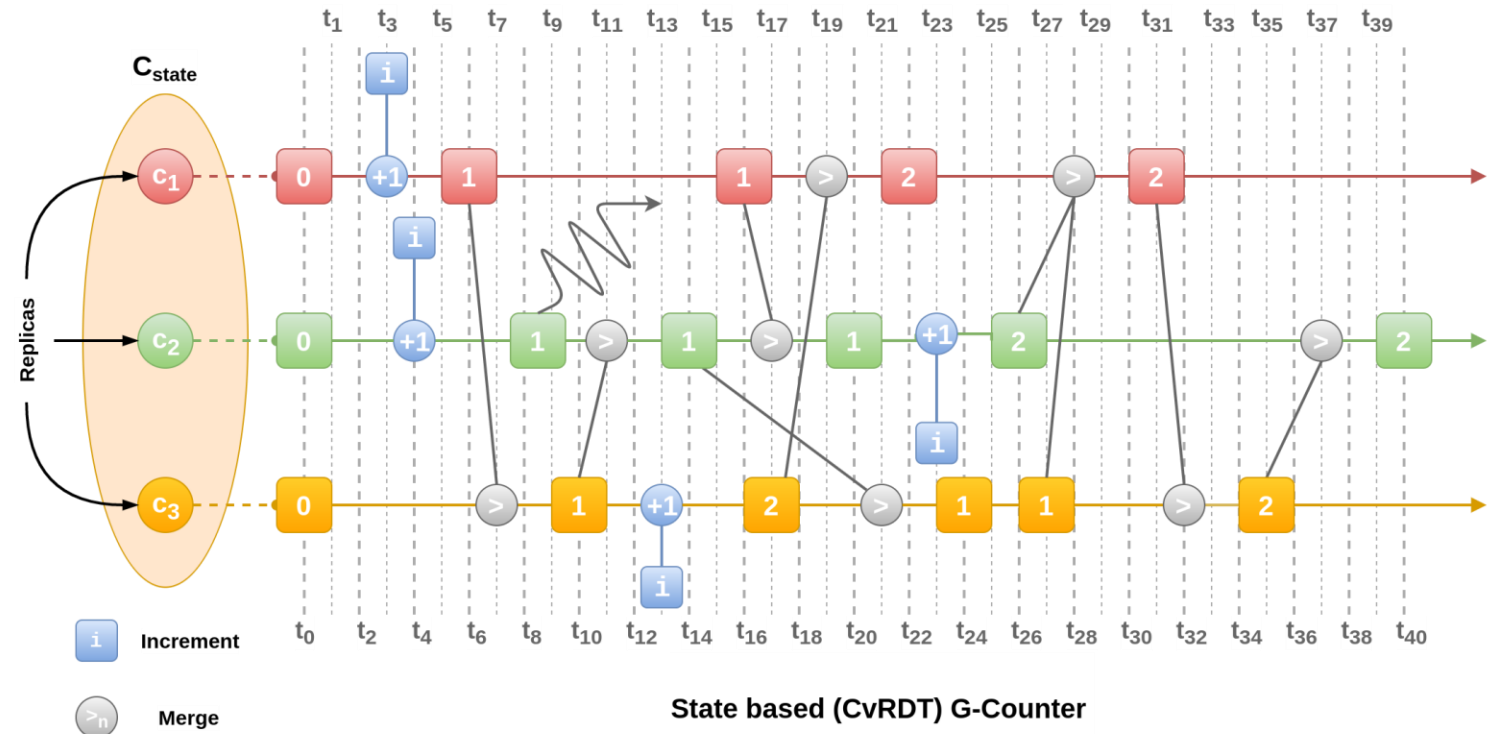 t1 t3 t5 t7 t9 t11 t13 t15 t17 t19 t21 t23 t25 t27 t29 t31 t33 t35 t37 t39
Cstate
i
c1 0 +1 1 1 > 2 > 2
i
Replicas
c2 0 +1 1 > 1 > 1 +1 2 > 2
i
c3 0 > 1 +1 2 > 1 1 > 2
i
t0 t2 t4 t6 t8 t10 t12 t14 t16 t18 t20 t22 t24 t26 t28 t30 t32 t34 t36 t38 t40
i Increment
>n Merge
State based (CvRDT) G-Counter